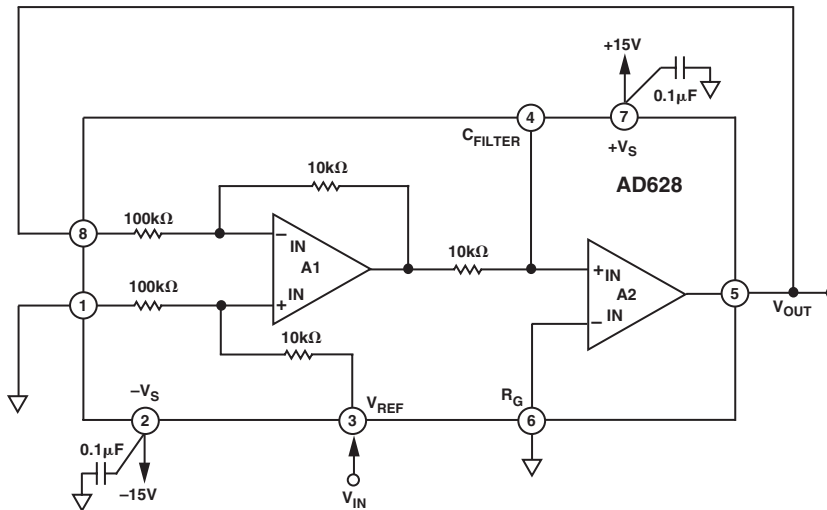 +15V
0.1µF
4
7
CFILTER
+VS
AD628
10kΩ
100kΩ
8
–
IN
A1
10kΩ
100kΩ
IN
+
1
+
IN
A2
IN
–
5
VOUT
10kΩ
–VS
VREF
RG
2
3
6
0.1µF
–15V
VIN